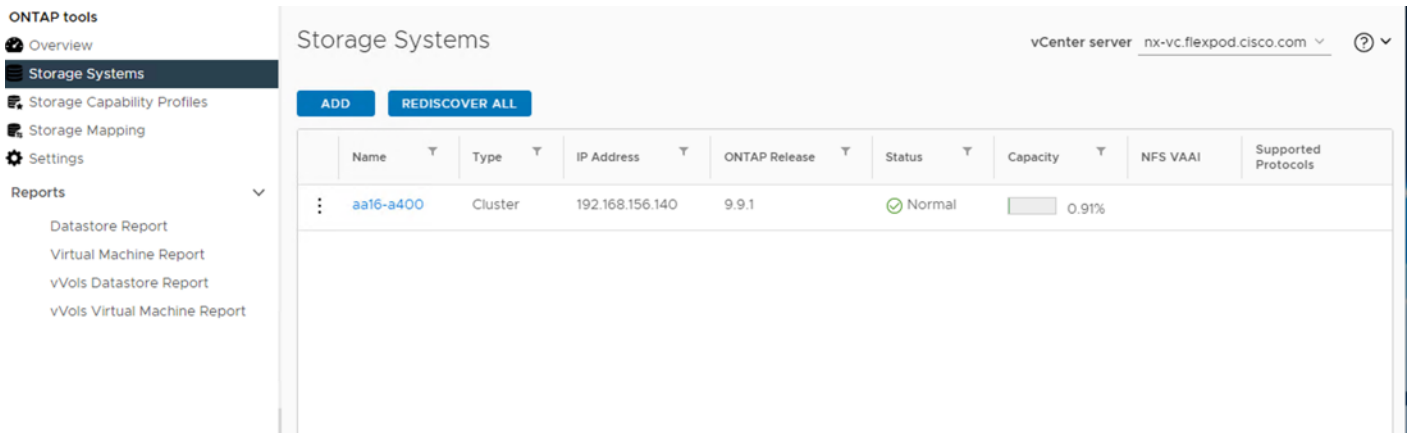 ONTAP tools
Overview
Storage Systems
Storage Capability Profiles
Storage Mapping
Settings
Reports
Datastore Report
Virtual Machine Report
vVols Datastore Report
vVols Virtual Machine Report
Storage Systems
vCenter server nx-vc.flexpod.cisco.com
ADD REDISCOVER ALL
Name Type IP Address ONTAP Release Status Capacity NFS VAAI Supported
Protocols
aa16-a400 Cluster 192.168.156.140 9.9.1 Normal 0.91%